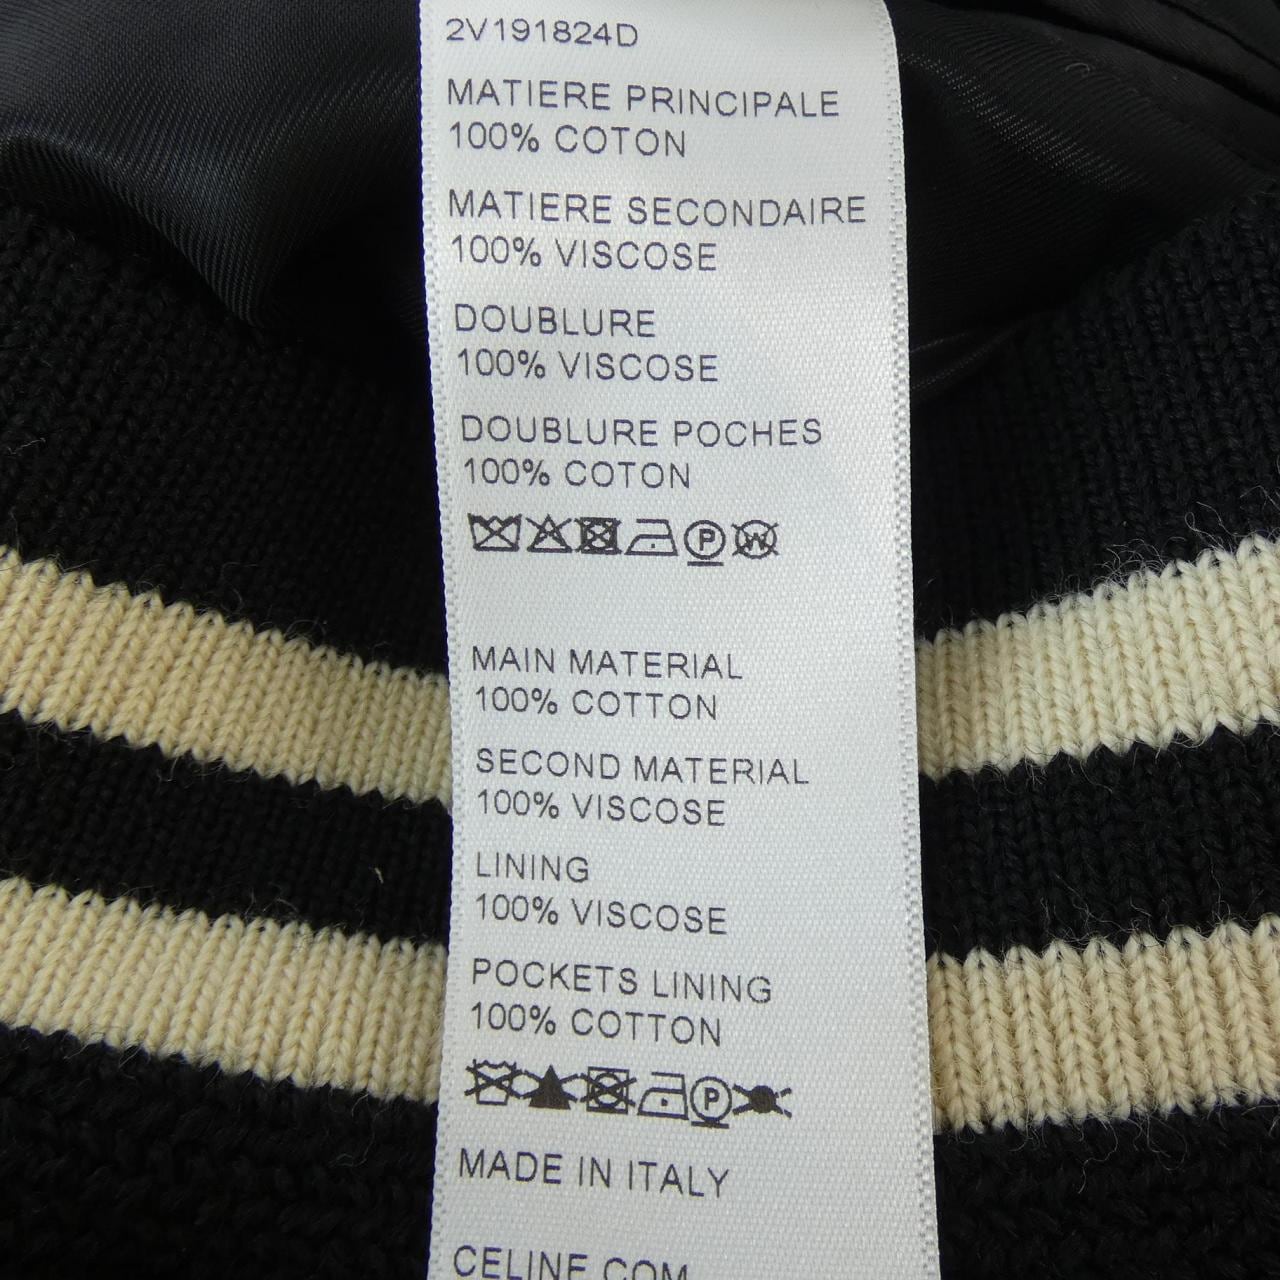 2V191824D
MATIERE PRINCIPALE
100% COTON
MATIERE SECONDAIRE
100% VISCOSE
DOUBLURE
100% VISCOSE
DOUBLURE POCHES
100% COTON
P W
MAIN MATERIAL
100% COTTON
SECOND MATERIAL
100% VISCOSE
LINING
100% VISCOSE
POCKETS LINING
100% COTTON
P
MADE IN ITALY
CELINE.COM